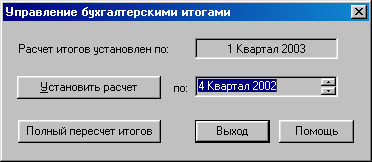 Управление бухгалтерскими итогами
Расчет итогов установлен по: 1 Квартал 2003
Установить расчет по: 4 Квартал 2002
Полный пересчет итогов Выход Помощь